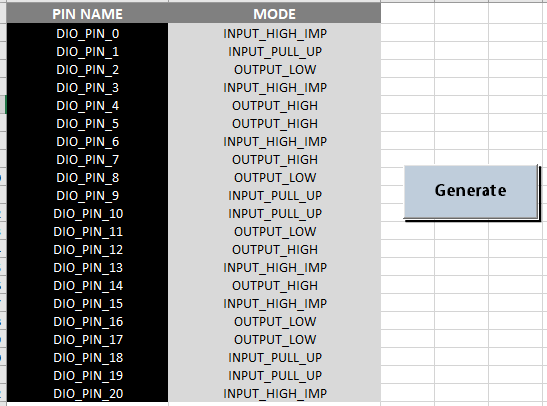 PIN NAME MODE
DIO_PIN_0 INPUT_HIGH_IMP
DIO_PIN_1 INPUT_PULL_UP
DIO_PIN_2 OUTPUT_LOW
DIO_PIN_3 INPUT_HIGH_IMP
DIO_PIN_4 OUTPUT_HIGH
DIO_PIN_5 OUTPUT_HIGH
DIO_PIN_6 INPUT_HIGH_IMP
DIO_PIN_7 OUTPUT_HIGH
DIO_PIN_8 OUTPUT_LOW
DIO_PIN_9 INPUT_PULL_UP
Generate
DIO_PIN_10 INPUT_PULL_UP
DIO_PIN_11 OUTPUT_LOW
DIO_PIN_12 OUTPUT_HIGH
DIO_PIN_13 INPUT_HIGH_IMP
DIO_PIN_14 OUTPUT_HIGH
DIO_PIN_15 INPUT_HIGH_IMP
DIO_PIN_16 OUTPUT_LOW
DIO_PIN_17 OUTPUT_LOW
DIO_PIN_18 INPUT_PULL_UP
DIO_PIN_19 INPUT_PULL_UP
DIO_PIN_20 INPUT_HIGH_IMP